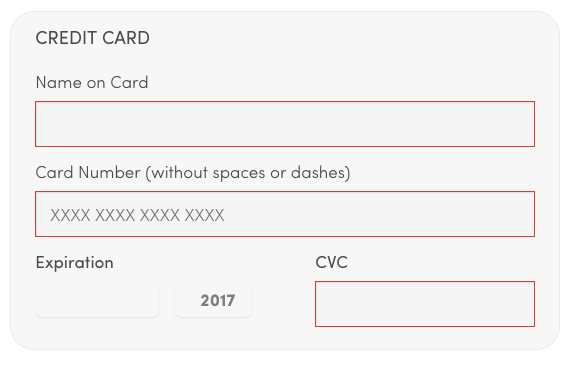 CREDIT CARD
Name on Card
Card Number (without spaces or dashes)
XXXX XXXX XXXX XXXX
Expiration CVC
2017